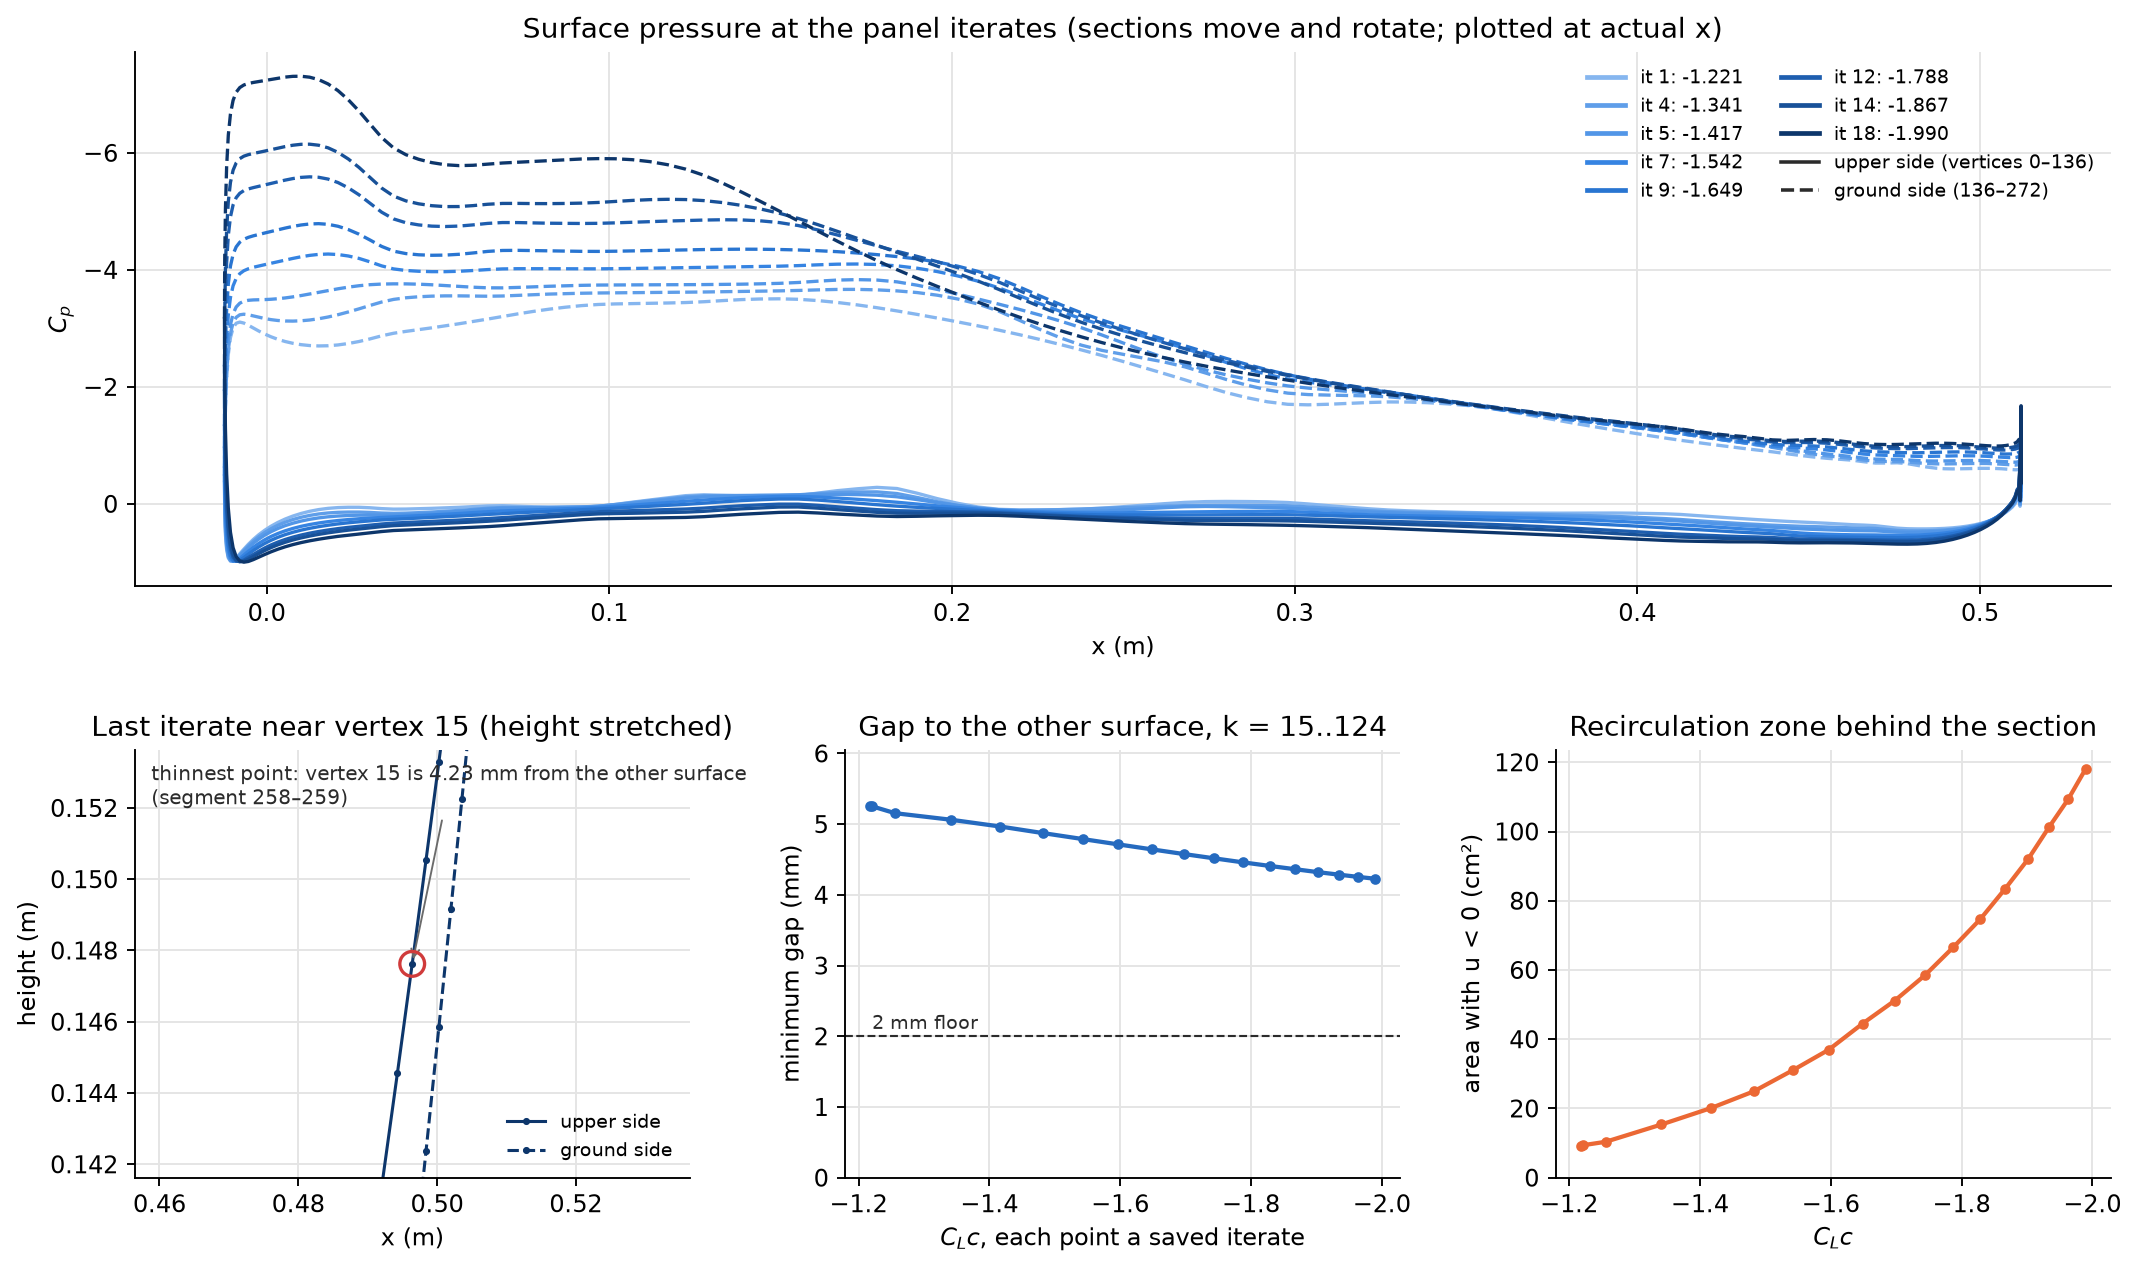 Surface pressure at the panel iterates (sections move and rotate; plotted at actual x)
it 1: -1.221
it 4: -1.341
it 5: -1.417
it 7: -1.542
it 9: -1.649
it 12: -1.788
it 14: -1.867
it 18: -1.990
upper side (vertices 0–136)
ground side (136–272)
−6
−4
−2
0
Cp
0.0
0.1
0.2
0.3
0.4
0.5
x (m)
Last iterate near vertex 15 (height stretched)
thinnest point: vertex 15 is 4.23 mm from the other surface
(segment 258–259)
0.152
0.150
0.148
0.146
0.144
0.142
height (m)
upper side
ground side
0.46
0.48
0.50
0.52
x (m)
Gap to the other surface, k = 15..124
6
5
4
3
2
1
0
minimum gap (mm)
2 mm floor
−1.2
−1.4
−1.6
−1.8
−2.0
CLc, each point a saved iterate
Recirculation zone behind the section
120
100
80
60
40
20
0
area with u < 0 (cm²)
−1.2
−1.4
−1.6
−1.8
−2.0
CLc